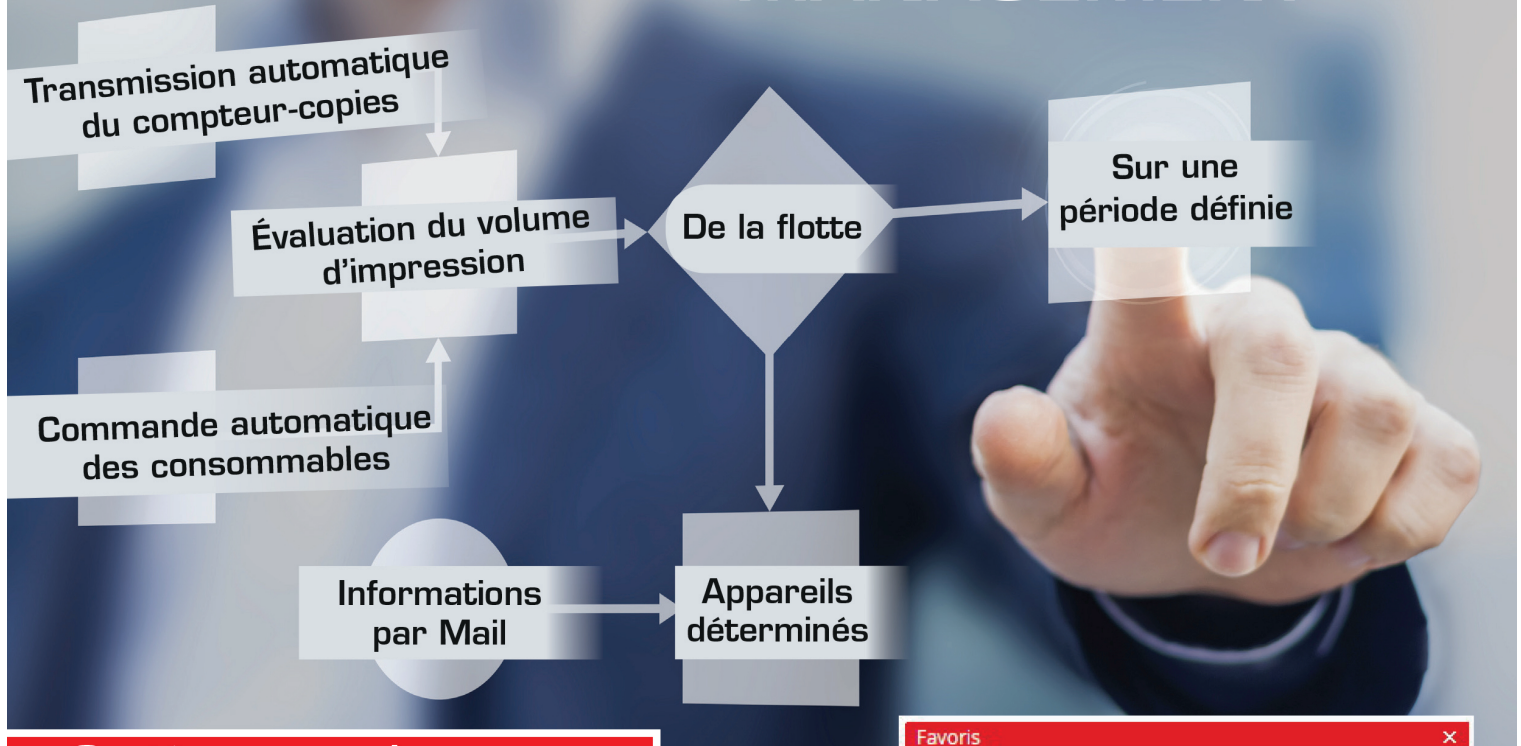 Transmission automatique
du compteur-copies
Évaluation du volume
d'impression
De la flotte
Sur une
période définie
Commande automatique
des consommables
Informations
par Mail
Appareils
déterminés
Favoris